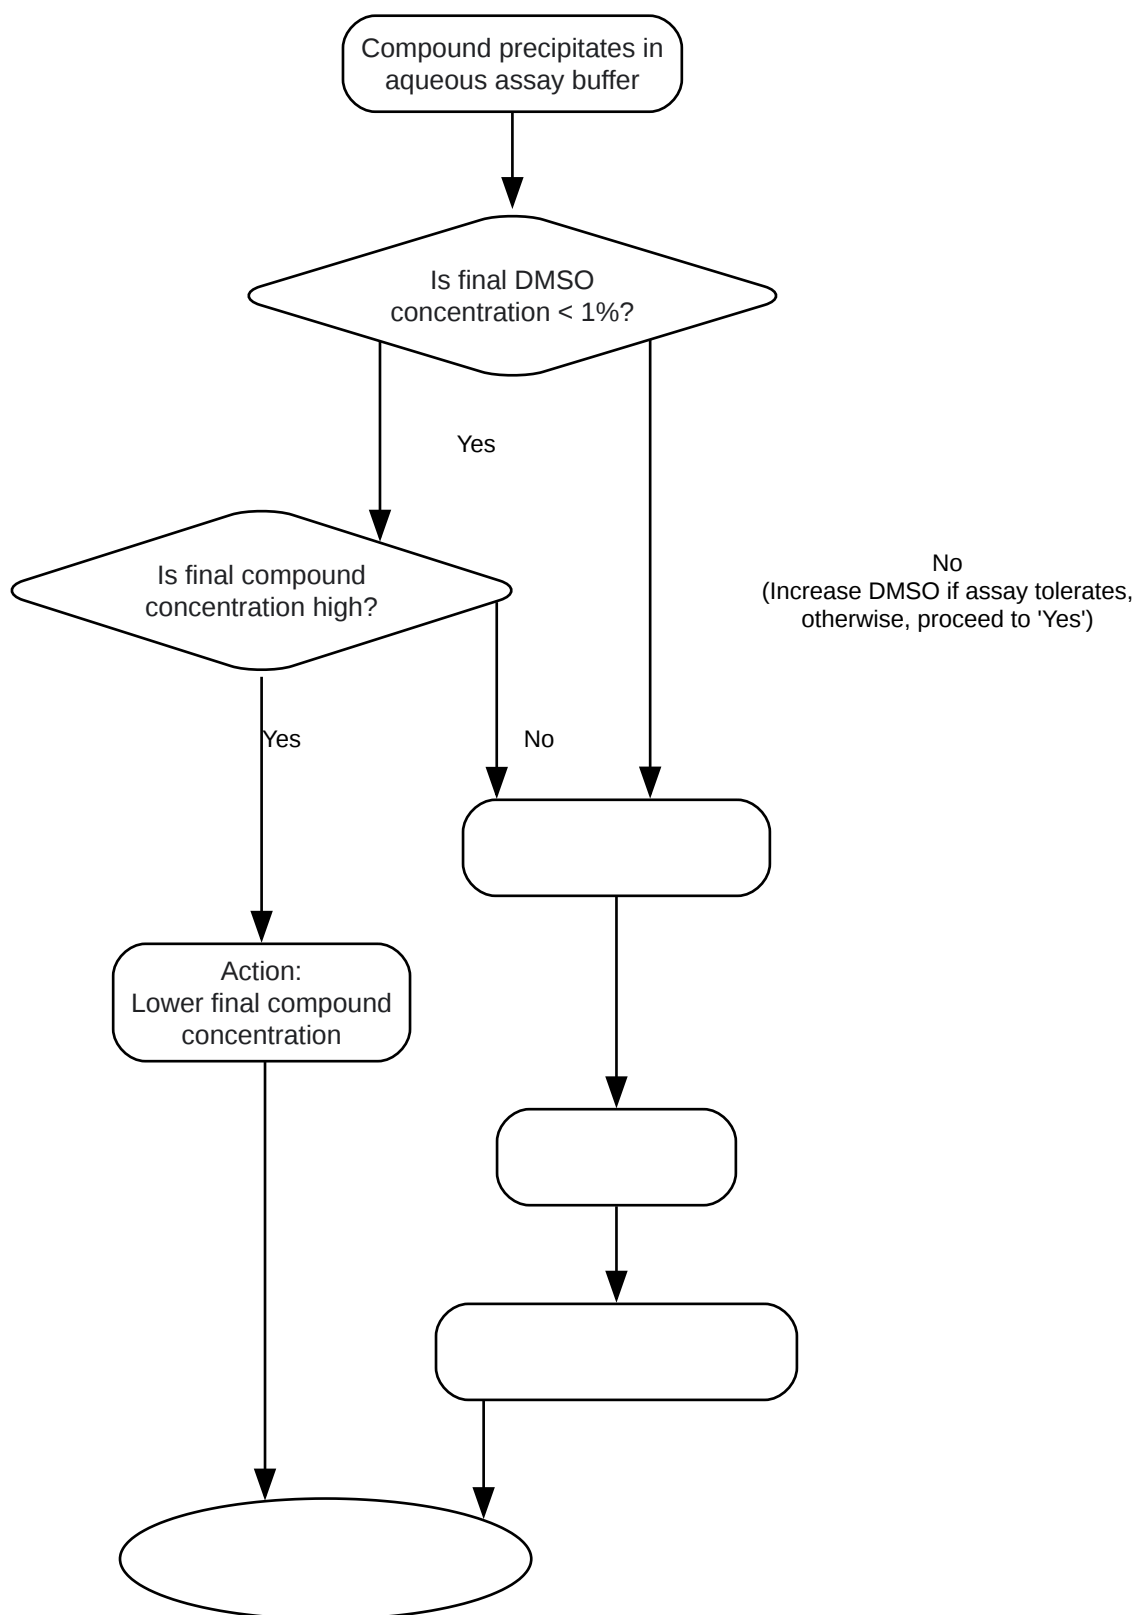 Compound precipitates in
aqueous assay buffer
Is final DMSO
concentration < 1%?
Yes
Is final compound
concentration high?
No
(Increase DMSO if assay tolerates,
otherwise, proceed to 'Yes')
Yes
No
Action:
Lower final compound
concentration